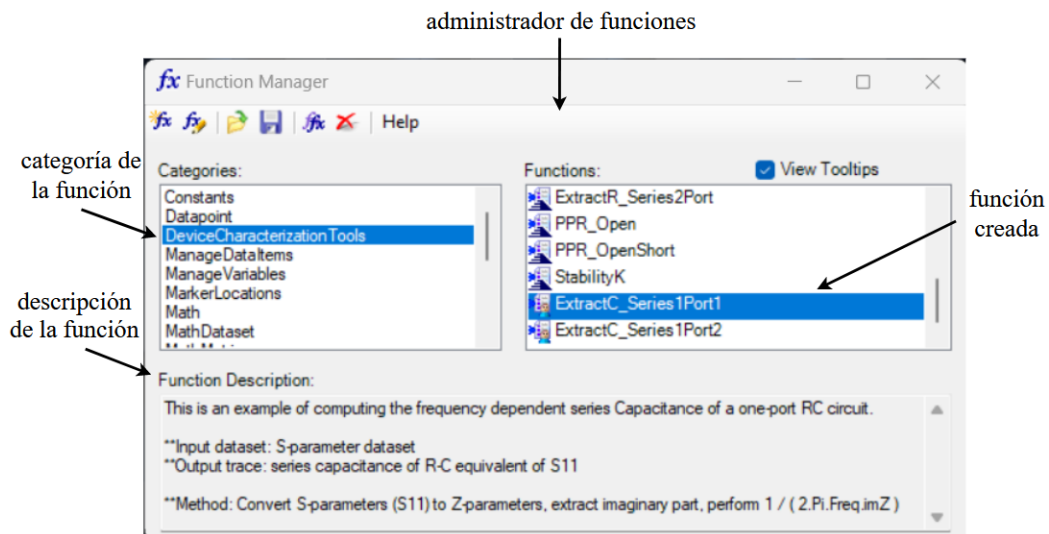 administrador de funciones
fx Function Manager
fx fx fx Help
categoría de
la función
Categories:
Constants
Datapoint
DeviceCharacterizationTools
ManageDataItems
ManageVariables
MarkerLocations
Math
MathDataset
Functions:
View Tooltips
ExtractR_Series2Port
PPR_Open
PPR_OpenShort
StabilityK
ExtractC_Series1Port1
ExtractC_Series1Port2
función
creada
descripción
de la función
Function Description:
This is an example of computing the frequency dependent series Capacitance of a one-port RC circuit.
**Input dataset: S-parameter dataset
**Output trace: series capacitance of R-C equivalent of S11
**Method: Convert S-parameters (S11) to Z-parameters, extract imaginary part, perform 1 / ( 2.Pi.Freq.imZ )